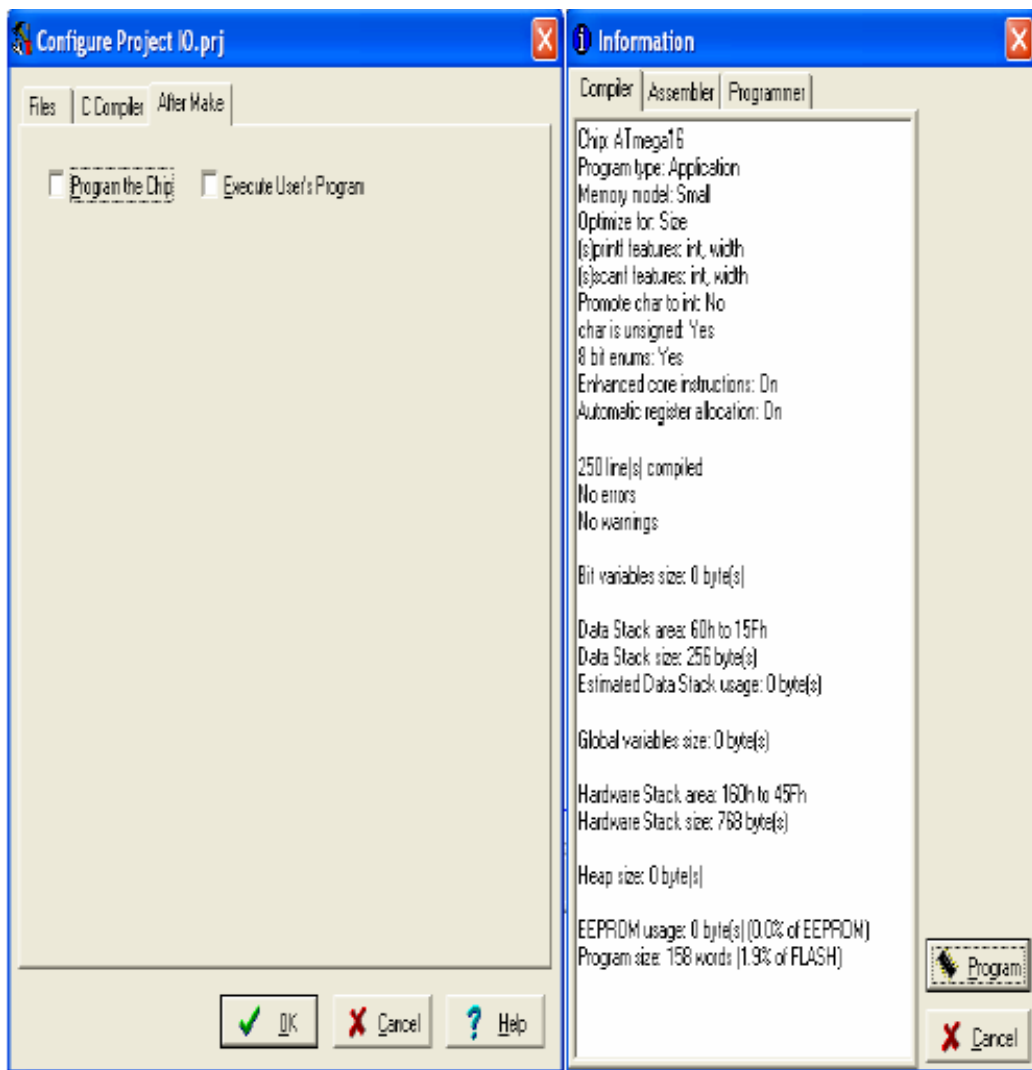 Configure Project IO.prj
Files
C Compiler
After Make
Program the Chip
Execute User's Program
OK
Cancel
Help
Information
Compiler
Assembler
Programmer
Chip: ATmega16
Program type: Application
Memory model: Small
Optimize for: Size
(s)printf features: int, width
(s)scanf features: int, width
Promote char to int: No
char is unsigned: Yes
8 bit enums: Yes
Enhanced core instructions: On
Automatic register allocation: On
250 line(s) compiled
No errors
No warnings
Bit variables size: 0 byte(s)
Data Stack area: 60h to 15Fh
Data Stack size: 256 byte(s)
Estimated Data Stack usage: 0 byte(s)
Global variables size: 0 byte(s)
Hardware Stack area: 160h to 45Fh
Hardware Stack size: 768 byte(s)
Heap size: 0 byte(s)
EEPROM usage: 0 byte(s) (0.0% of EEPROM)
Program size: 158 words (1.9% of FLASH)
Program
Cancel